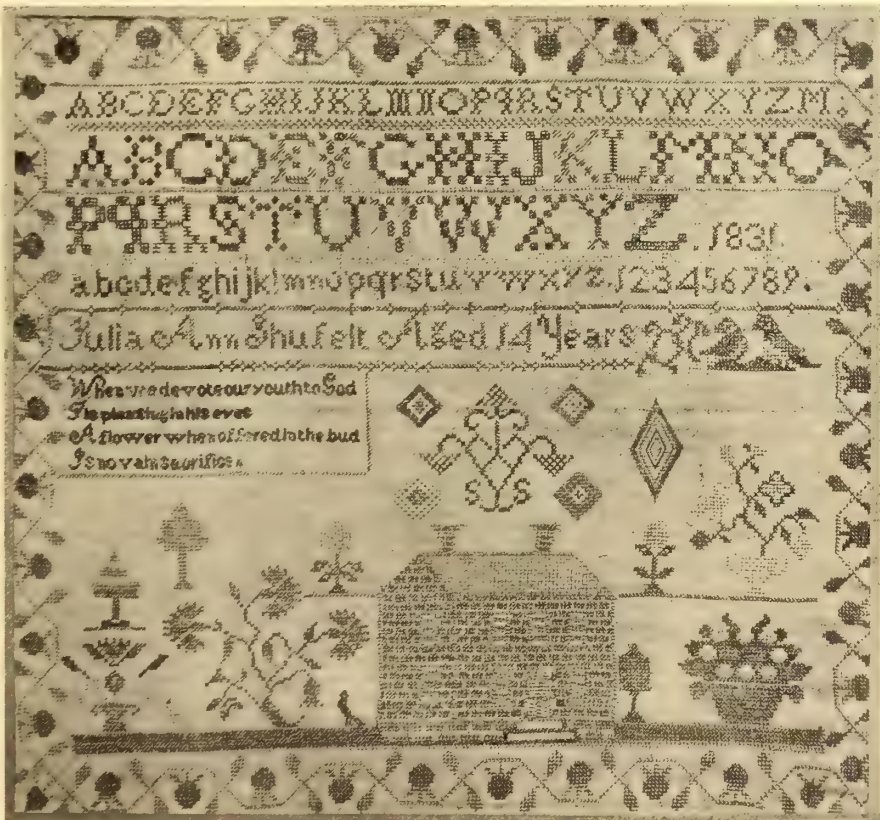 ABCDEFGHIJKLMNOPQRSTUVWXYZM.
ABCDEFGHIJKLMNO
PQRSTUVWXYZ. 1831.
abcdefghijklmnopqrstuvwxyz.123456789.
Julia Ann Shufelt Aged 14 Years
When we devote our youth to God
Tis pleasing in his eyes
A flower when offered in the bud
Is no vain sacrifice
S S